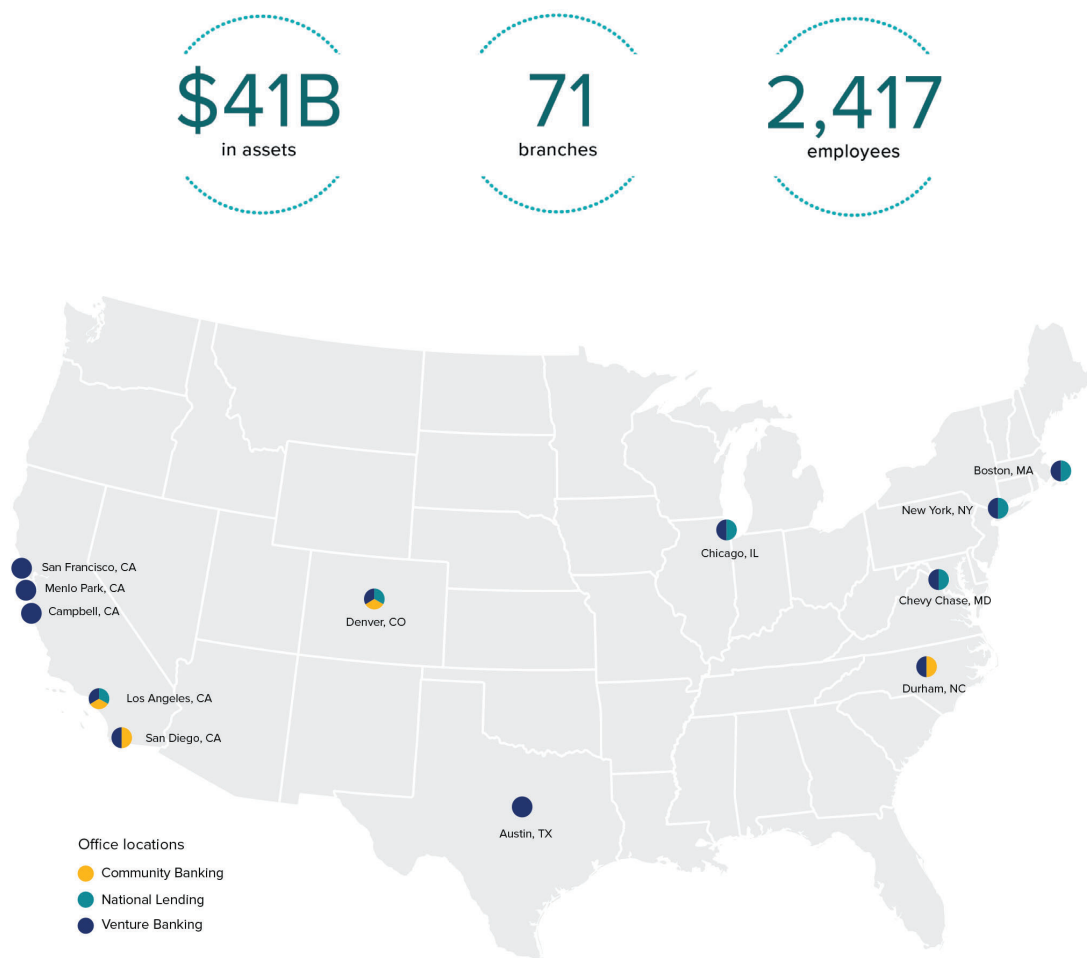 $41B
in assets
71
branches
2,417
employees
Boston, MA
New York, NY
Chicago, IL
San Francisco, CA
Menlo Park, CA
Campbell, CA
Chevy Chase, MD
Denver, CO
Durham, NC
Los Angeles, CA
San Diego, CA
Austin, TX
Office locations
Community Banking
National Lending
Venture Banking